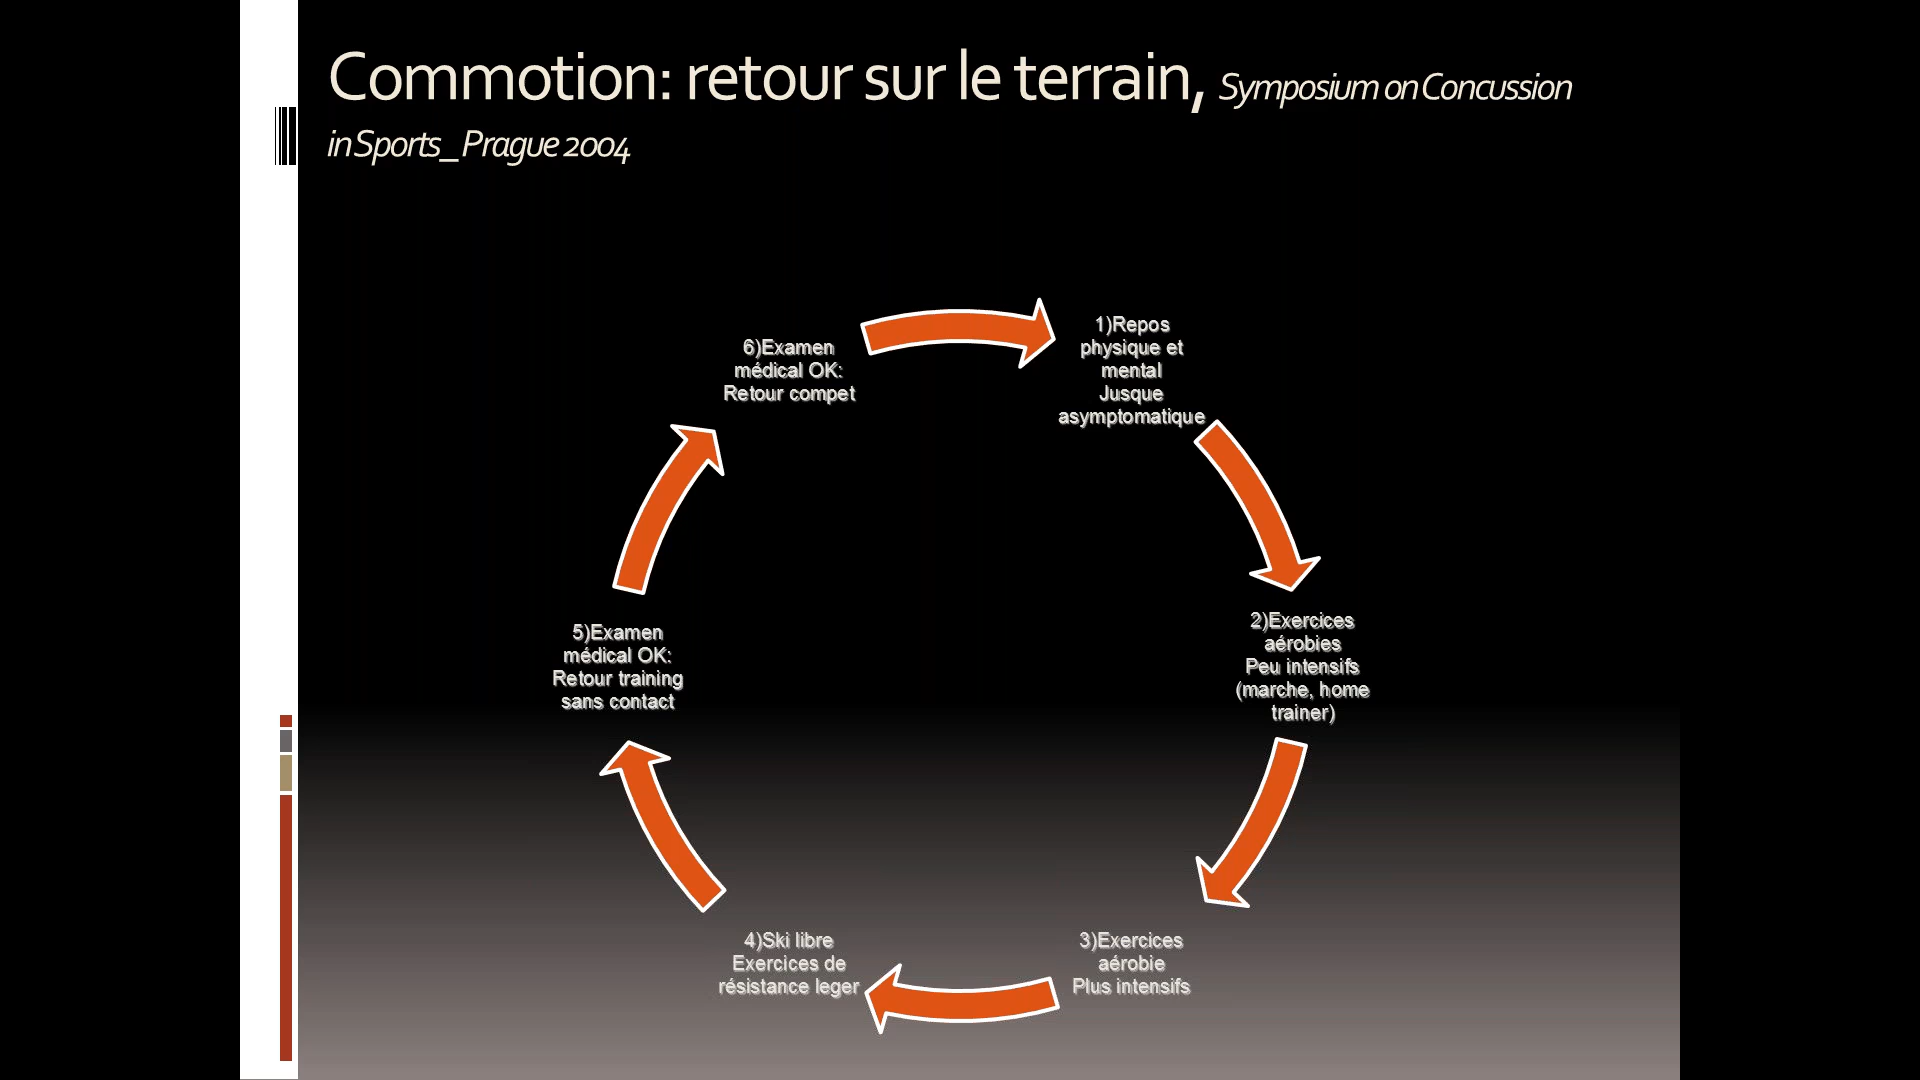 Commotion: retour sur le terrain, Symposium on Concussion
in Sports_ Prague 2004
1)Repos
physique et
mental
Jusque
asymptomatique
2)Exercices
aérobies
Peu intensifs
(marche, home
trainer)
3)Exercices
aérobie
Plus intensifs
4)Ski libre
Exercices de
résistance leger
5)Examen
médical OK:
Retour training
sans contact
6)Examen
médical OK:
Retour compet